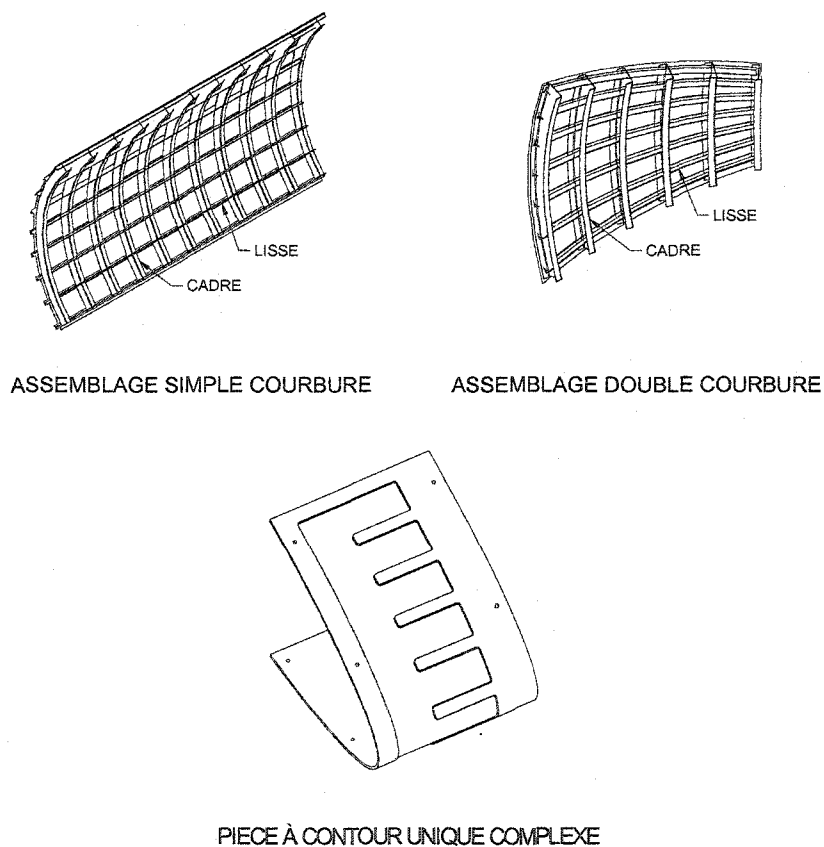 LISSE
CADRE
LISSE
CADRE
ASSEMBLAGE SIMPLE COURBURE
ASSEMBLAGE DOUBLE COURBURE
PIECE À CONTOUR UNIQUE COMPLEXE